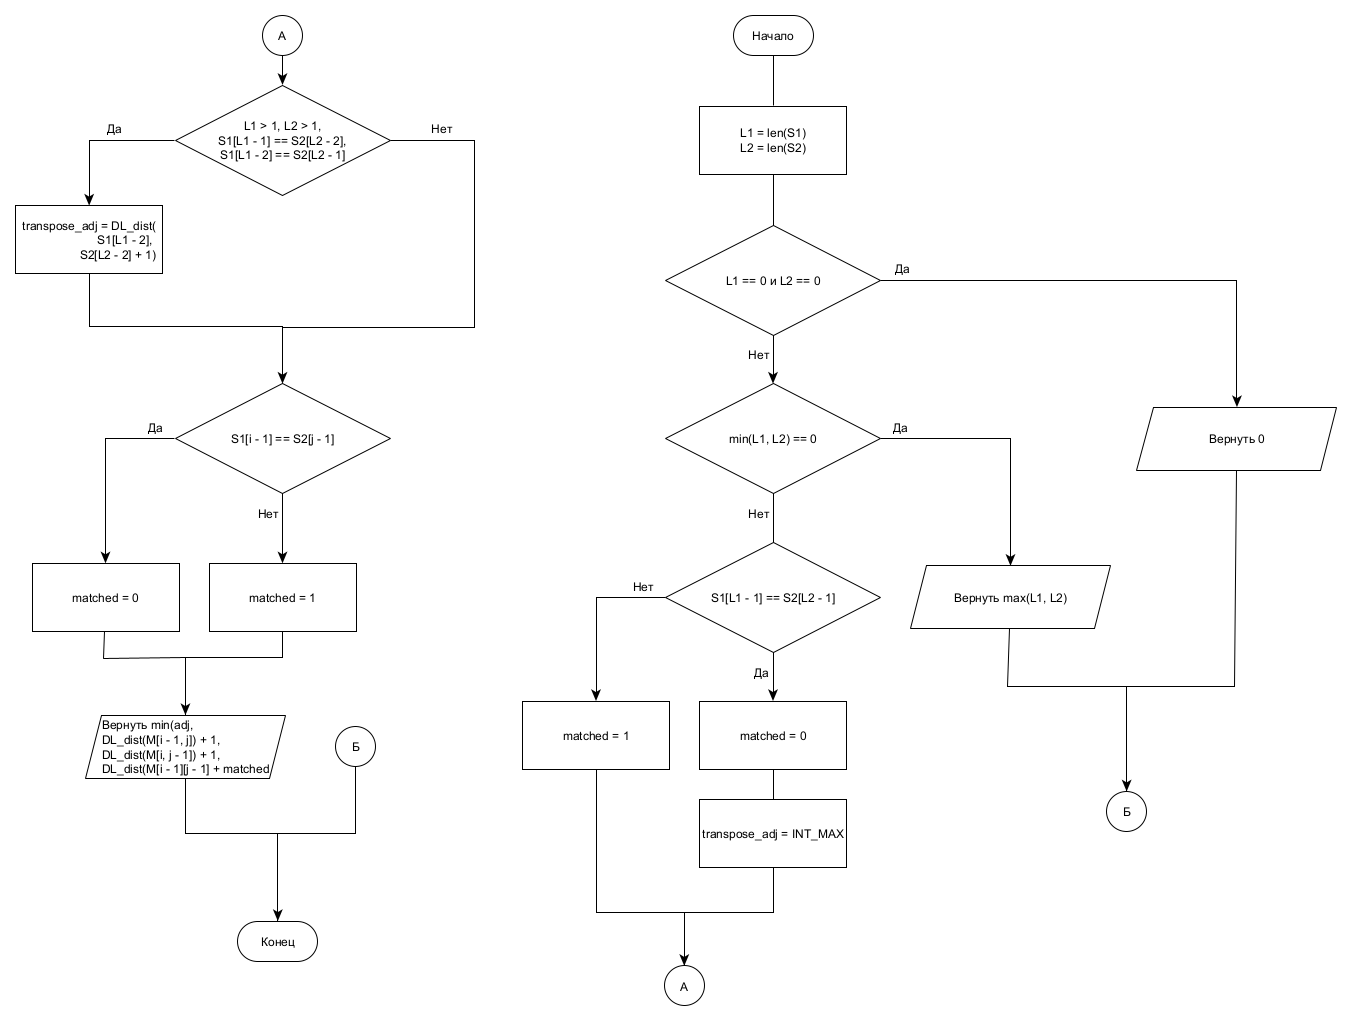 А
L1 > 1, L2 > 1,
S1[L1 - 1] == S2[L2 - 2],
S1[L1 - 2] == S2[L2 - 1]
Да
Нет
transpose_adj = DL_dist(
S1[L1 - 2],
S2[L2 - 2] + 1)
S1[i - 1] == S2[j - 1]
Да
Нет
matched = 0
matched = 1
Вернуть min(adj,
DL_dist(M[i - 1, j]) + 1,
DL_dist(M[i, j - 1]) + 1,
DL_dist(M[i - 1][j - 1] + matched
Б
Конец
Начало
L1 = len(S1)
L2 = len(S2)
L1 == 0 и L2 == 0
Да
Нет
Вернуть 0
min(L1, L2) == 0
Да
Нет
Вернуть max(L1, L2)
S1[L1 - 1] == S2[L2 - 1]
Нет
Да
matched = 1
matched = 0
transpose_adj = INT_MAX
Б
А